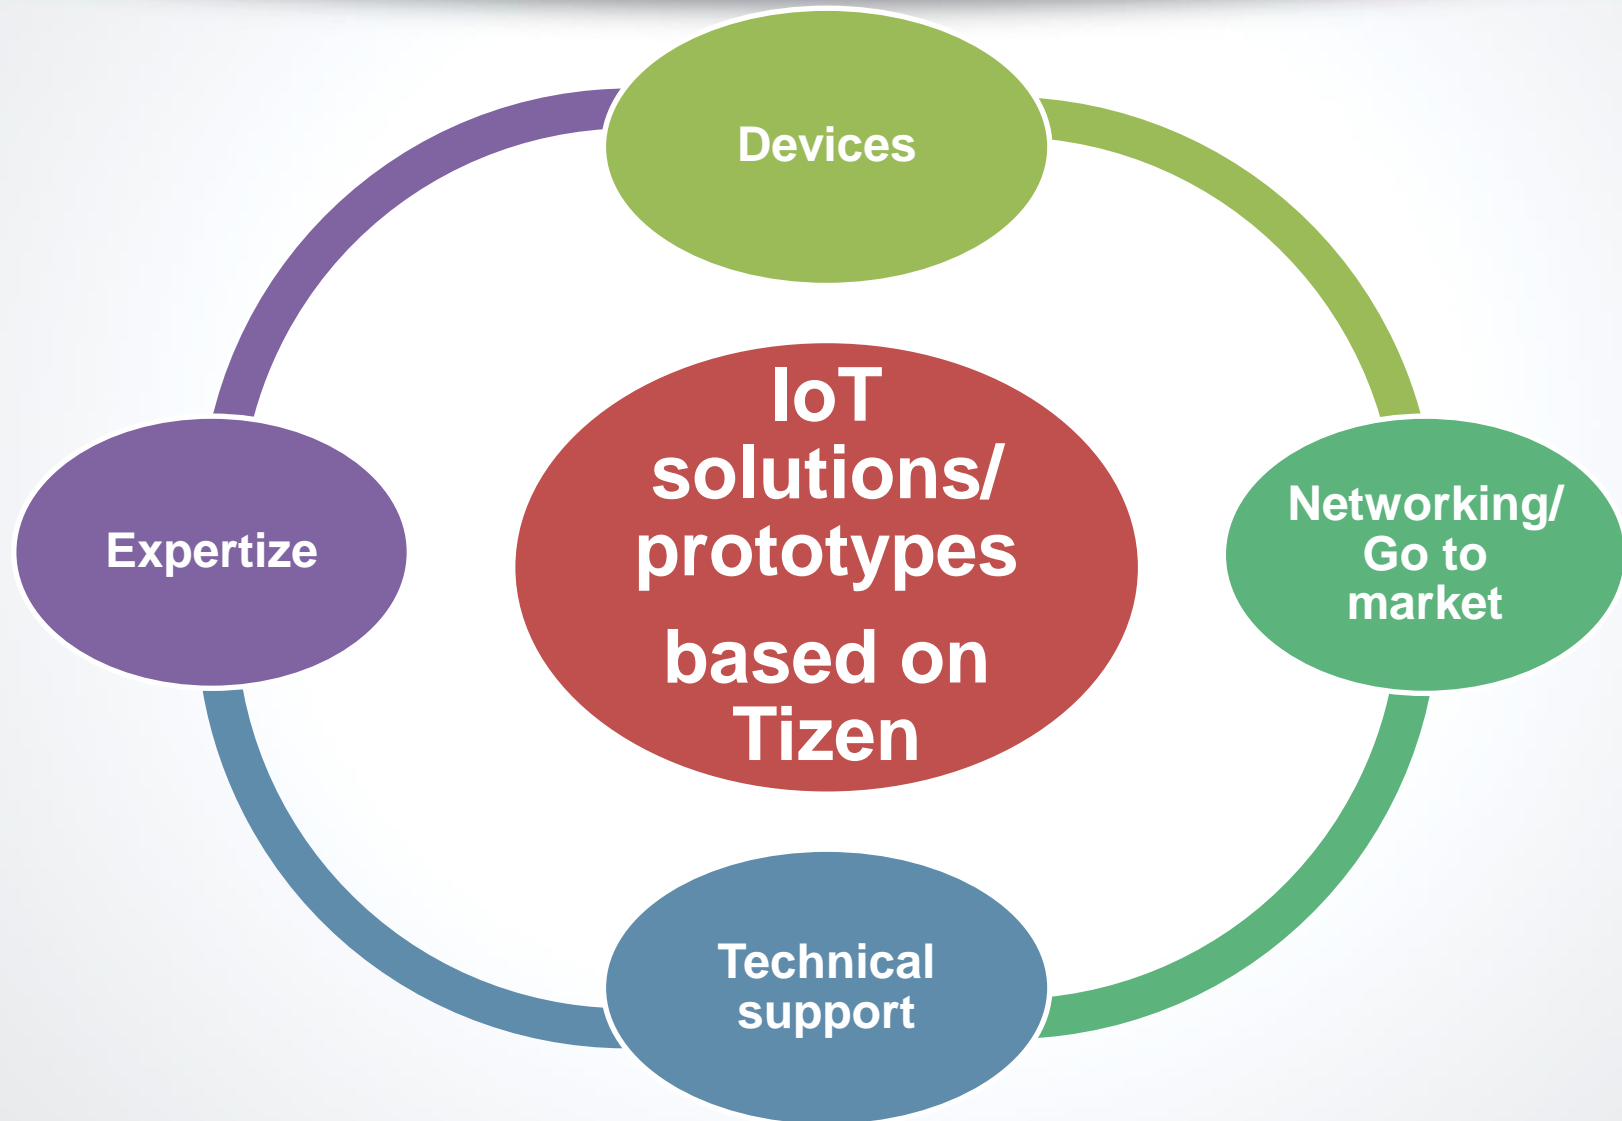 Devices
IoT
solutions/
prototypes
based on
Tizen
Expertize
Networking/
Go to
market
Technical
support